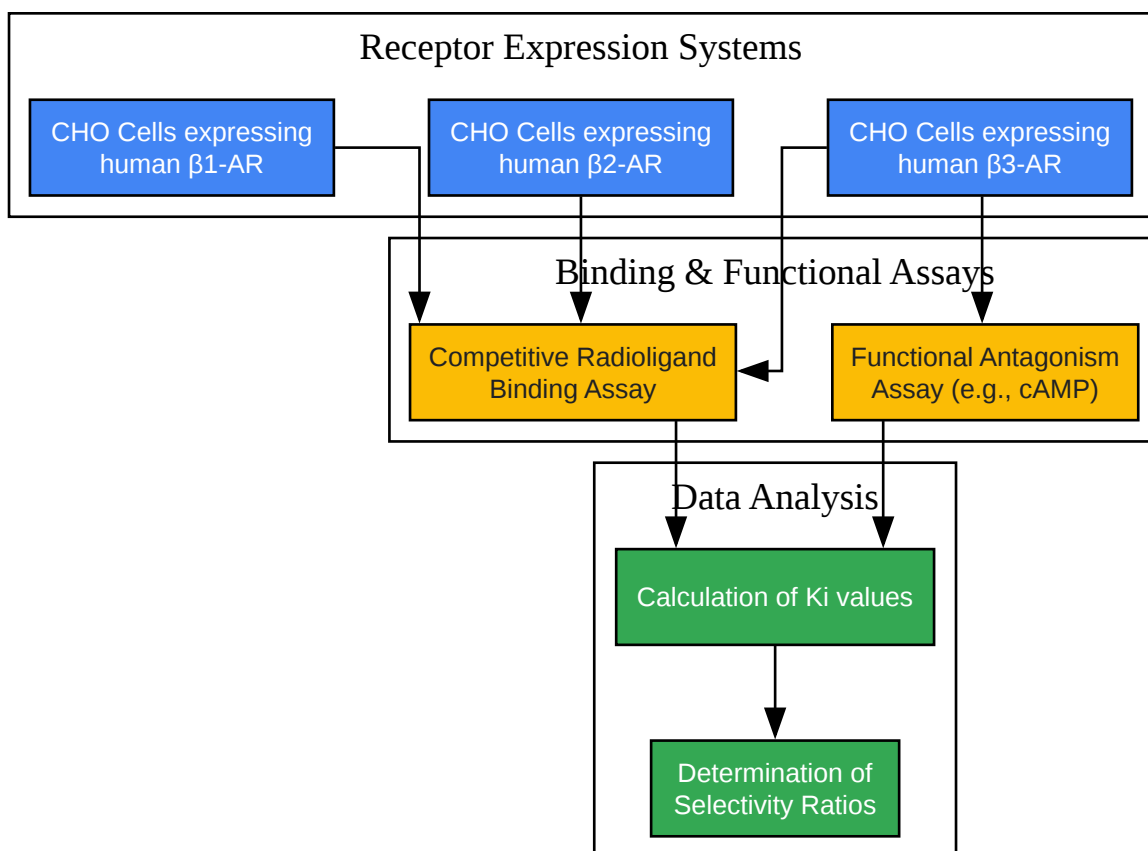 Receptor Expression Systems
CHO Cells expressing
human β1-AR
CHO Cells expressing
human β2-AR
CHO Cells expressing
human β3-AR
Binding & Functional Assays
Competitive Radioligand
Binding Assay
Functional Antagonism
Assay (e.g., cAMP)
Data Analysis
Calculation of Ki values
Determination of
Selectivity Ratios